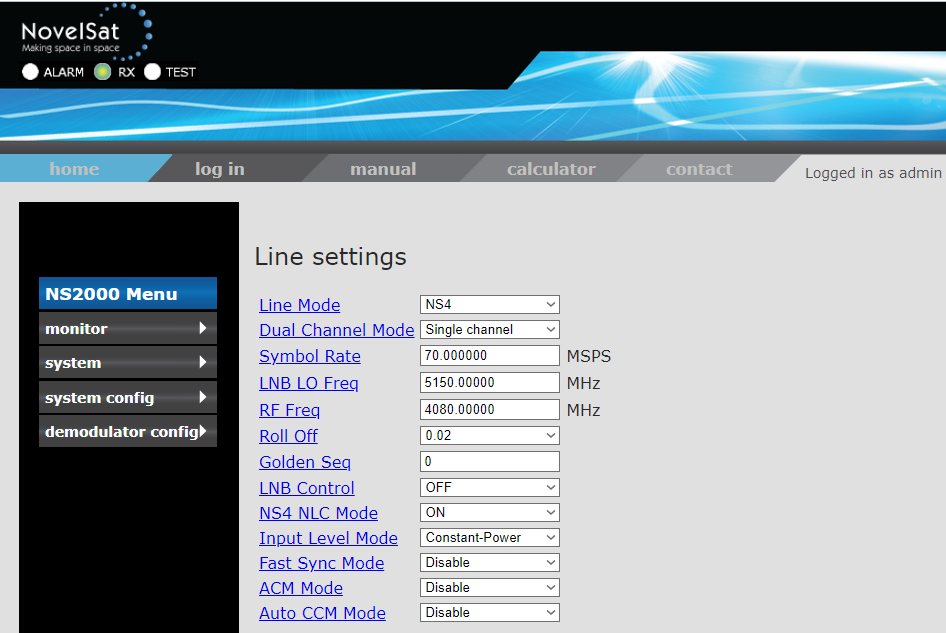 NovelSat
Making space in space
ALARM RX TEST
home log in manual calculator contact Logged in as admin
NS2000 Menu
monitor
system
system config
demodulator config
Line settings
Line Mode NS4
Dual Channel Mode Single channel
Symbol Rate 70.000000 MSPS
LNB LO Freq 5150.00000 MHz
RF Freq 4080.00000 MHz
Roll Off 0.02
Golden Seq 0
LNB Control OFF
NS4 NLC Mode ON
Input Level Mode Constant-Power
Fast Sync Mode Disable
ACM Mode Disable
Auto CCM Mode Disable